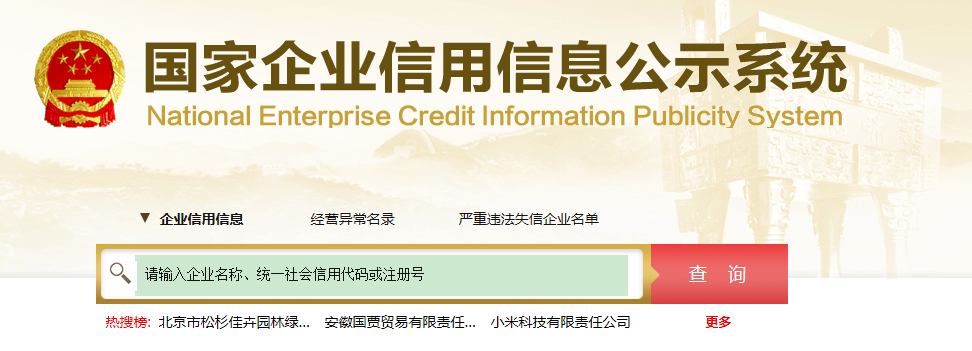 国家企业信用信息公示系统
National Enterprise Credit Information Publicity System
▼ 企业信用信息 经营异常名录 严重违法失信企业名单
请输入企业名称、统一社会信用代码或注册号 查 询
热搜榜: 北京市松杉佳卉园林绿... 安徽国贾贸易有限责任... 小米科技有限责任公司 更多